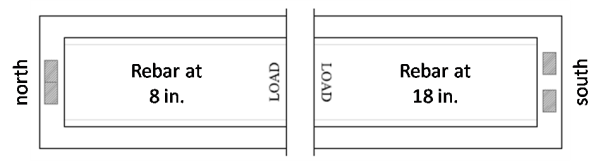 north
Rebar at
8 in.
LOAD
LOAD
Rebar at
18 in.
south